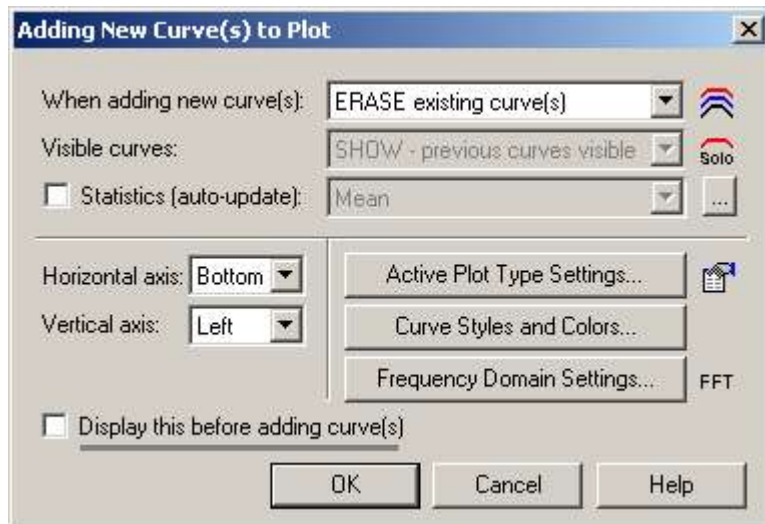 Adding New Curve(s) to Plot
When adding new curve(s): ERASE existing curve(s)
Visible curves: SHOW - previous curves visible Solo
Statistics (auto-update): Mean ...
Horizontal axis: Bottom Active Plot Type Settings...
Vertical axis: Left Curve Styles and Colors...
Frequency Domain Settings... FFT
Display this before adding curve(s)
OK Cancel Help